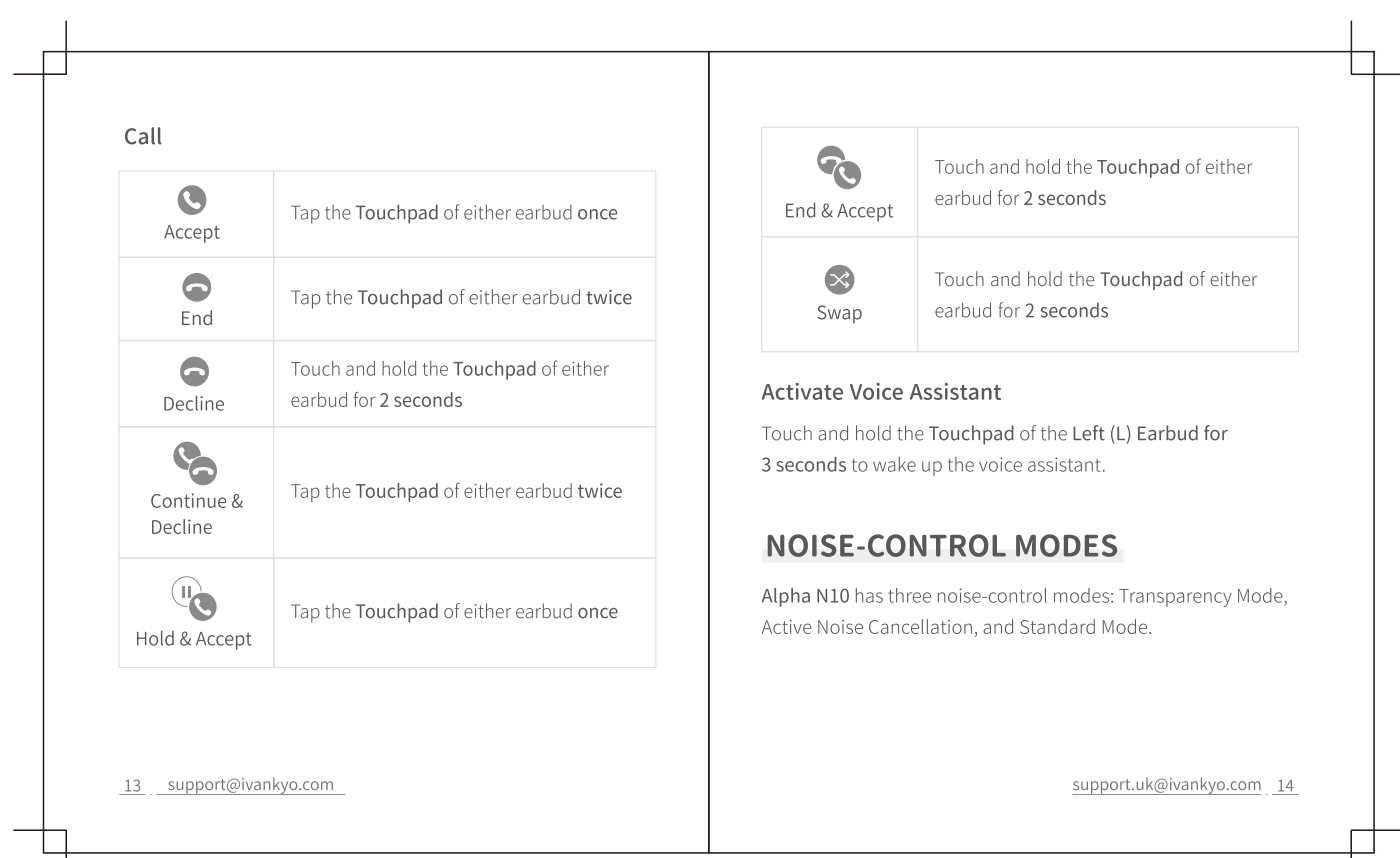 Call
Accept
Tap the Touchpad of either earbud once
End
Tap the Touchpad of either earbud twice
Decline
Touch and hold the Touchpad of either
earbud for 2 seconds
Continue &
Decline
Tap the Touchpad of either earbud twice
Hold & Accept
Tap the Touchpad of either earbud once
13 support@ivankyo.com
End & Accept
Touch and hold the Touchpad of either
earbud for 2 seconds
Swap
Touch and hold the Touchpad of either
earbud for 2 seconds
Activate Voice Assistant
Touch and hold the Touchpad of the Left (L) Earbud for
3 seconds to wake up the voice assistant.
NOISE-CONTROL MODES
Alpha N10 has three noise-control modes: Transparency Mode,
Active Noise Cancellation, and Standard Mode.
support.uk@ivankyo.com 14